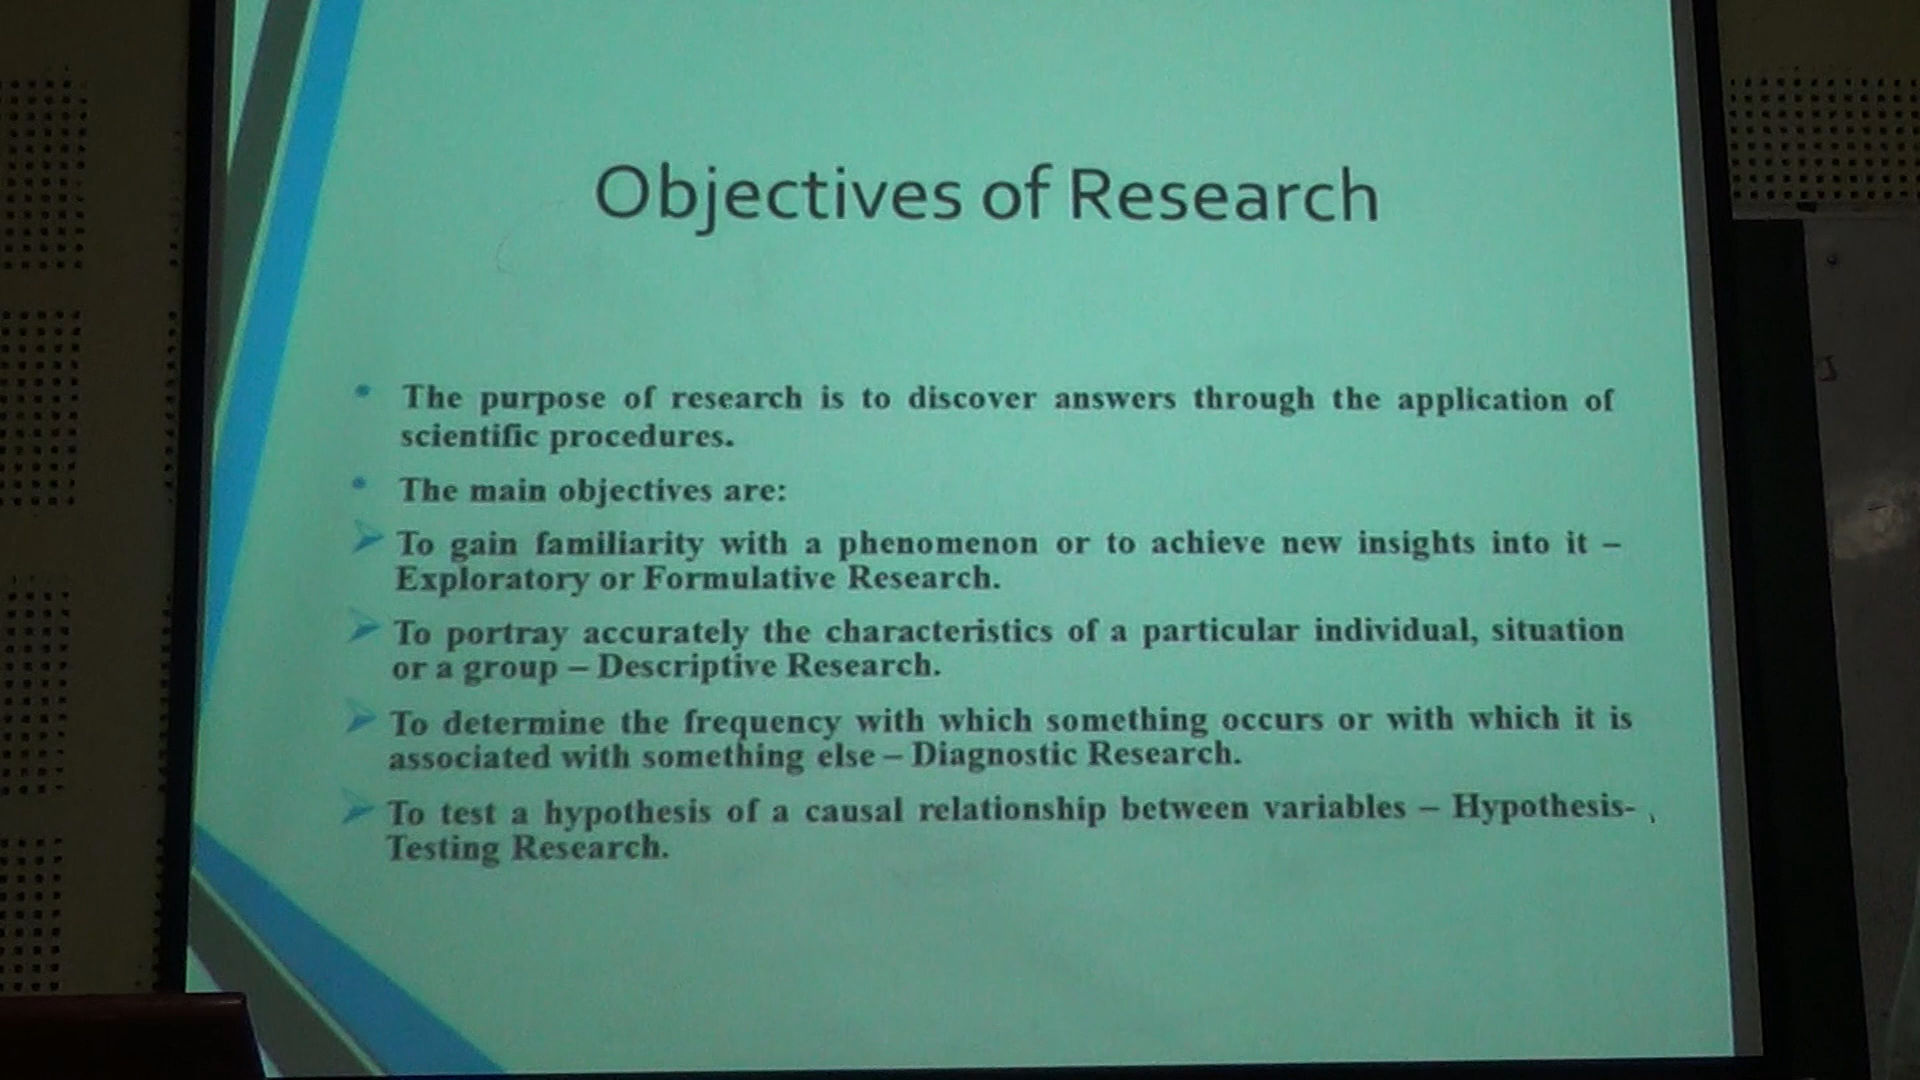 Objectives of Research
• The purpose of research is to discover answers through the application of
scientific procedures.
• The main objectives are:
➢ To gain familiarity with a phenomenon or to achieve new insights into it –
Exploratory or Formulative Research.
➢ To portray accurately the characteristics of a particular individual, situation
or a group – Descriptive Research.
➢ To determine the frequency with which something occurs or with which it is
associated with something else – Diagnostic Research.
➢ To test a hypothesis of a causal relationship between variables – Hypothesis-
Testing Research.